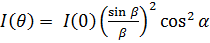 I(θ) = I(0) (sin β / β)² cos² α